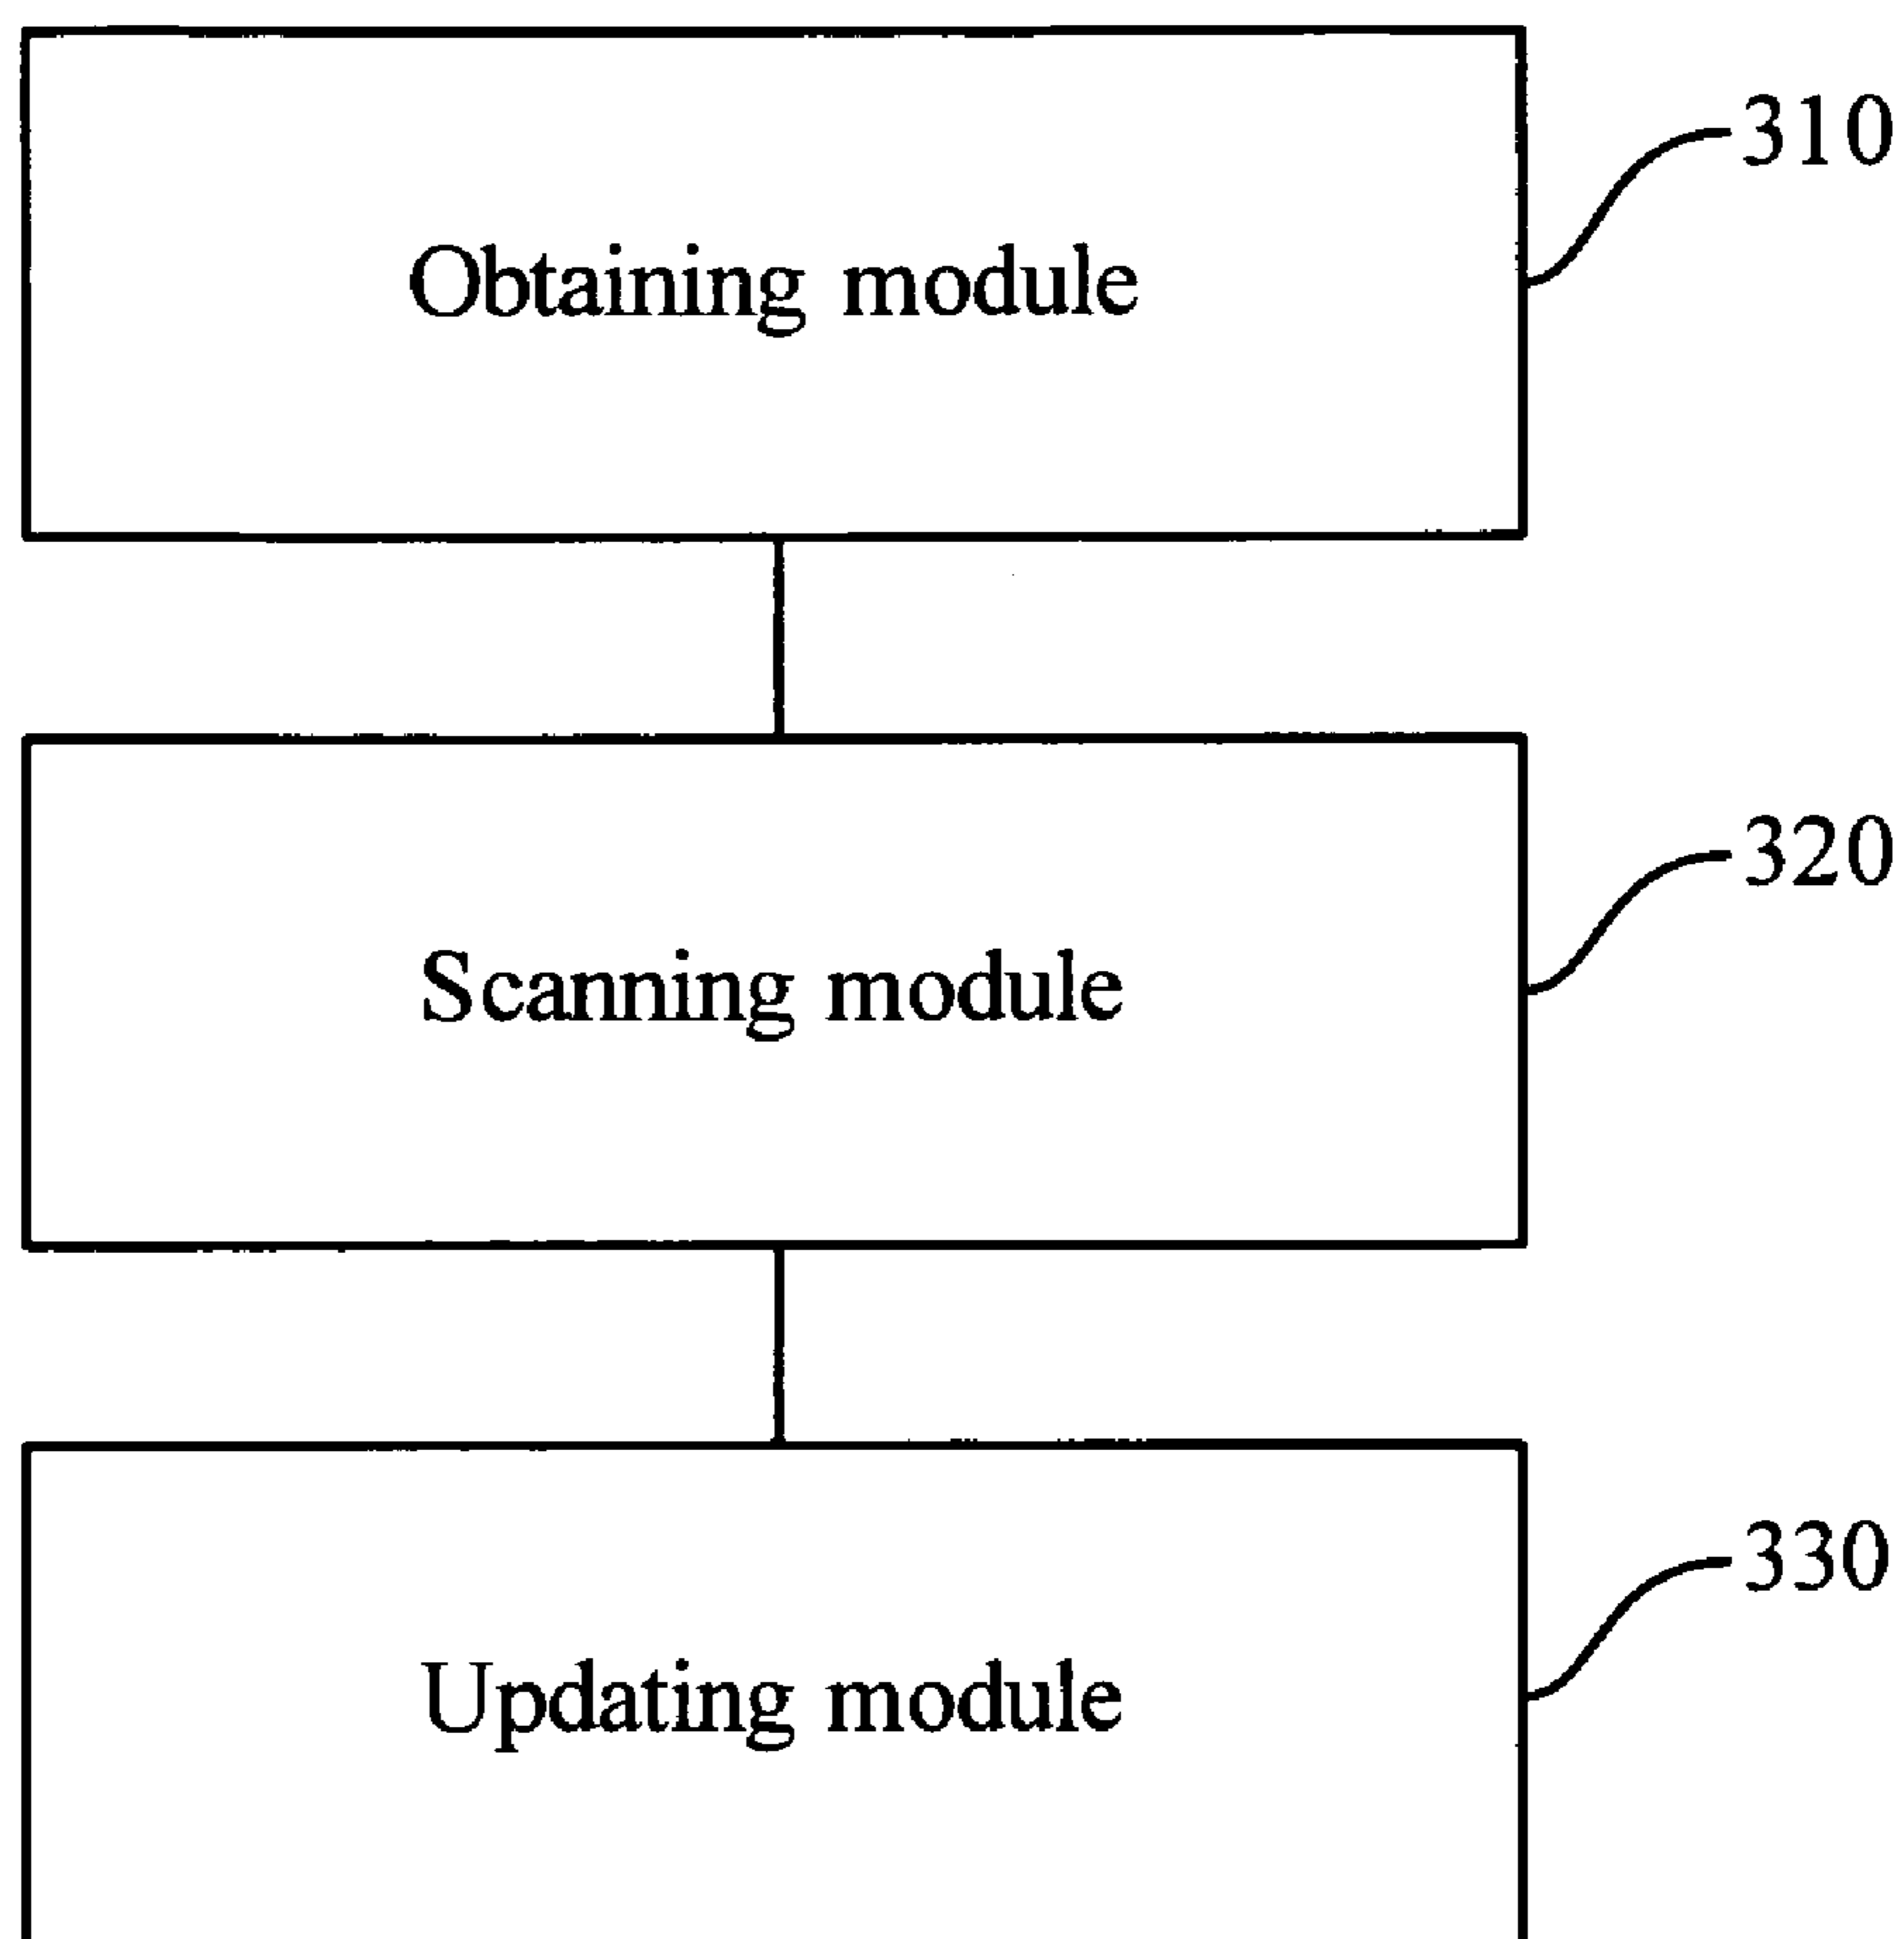 310
Obtaining module
320
Scanning module
330
Updating module